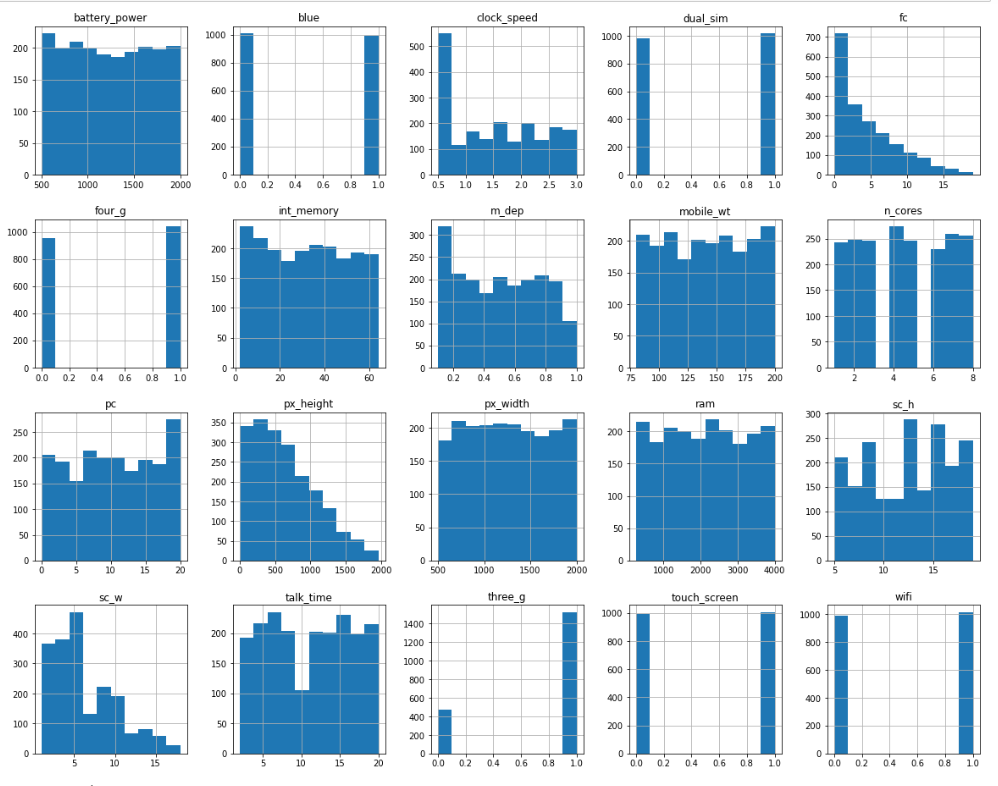 battery_power blue clock_speed dual_sim fc
200 150 100 50 0
500 1000 1500 2000
1000 800 600 400 200 0
0.0 0.2 0.4 0.6 0.8 1.0
500 400 300 200 100 0
0.5 1.0 1.5 2.0 2.5 3.0
1000 800 600 400 200 0
0.0 0.2 0.4 0.6 0.8 1.0
700 600 500 400 300 200 100 0
0 5 10 15
four_g int_memory m_dep mobile_wt n_cores
1000 800 600 400 200 0
0.0 0.2 0.4 0.6 0.8 1.0
200 150 100 50 0
0 20 40 60
300 250 200 150 100 50 0
0.2 0.4 0.6 0.8 1.0
200 150 100 50 0
75 100 125 150 175 200
250 200 150 100 50 0
2 4 6 8
pc px_height px_width ram sc_h
250 200 150 100 50 0
0 5 10 15 20
350 300 250 200 150 100 50 0
0 500 1000 1500 2000
200 150 100 50 0
500 1000 1500 2000
200 150 100 50 0
1000 2000 3000 4000
300 250 200 150 100 50 0
5 10 15
sc_w talk_time three_g touch_screen wifi
400 300 200 100 0
5 10 15
200 150 100 50 0
5 10 15 20
1400 1200 1000 800 600 400 200 0
0.0 0.2 0.4 0.6 0.8 1.0
1000 800 600 400 200 0
0.0 0.2 0.4 0.6 0.8 1.0
1000 800 600 400 200 0
0.0 0.2 0.4 0.6 0.8 1.0